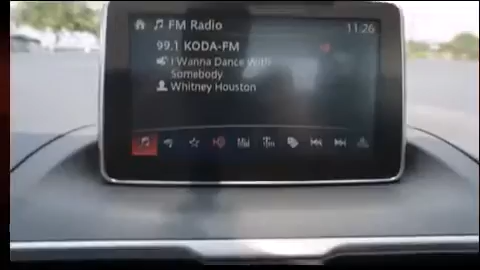 FM Radio
11:26
99.1 KODA-FM
I Wanna Dance With
Somebody
Whitney Houston